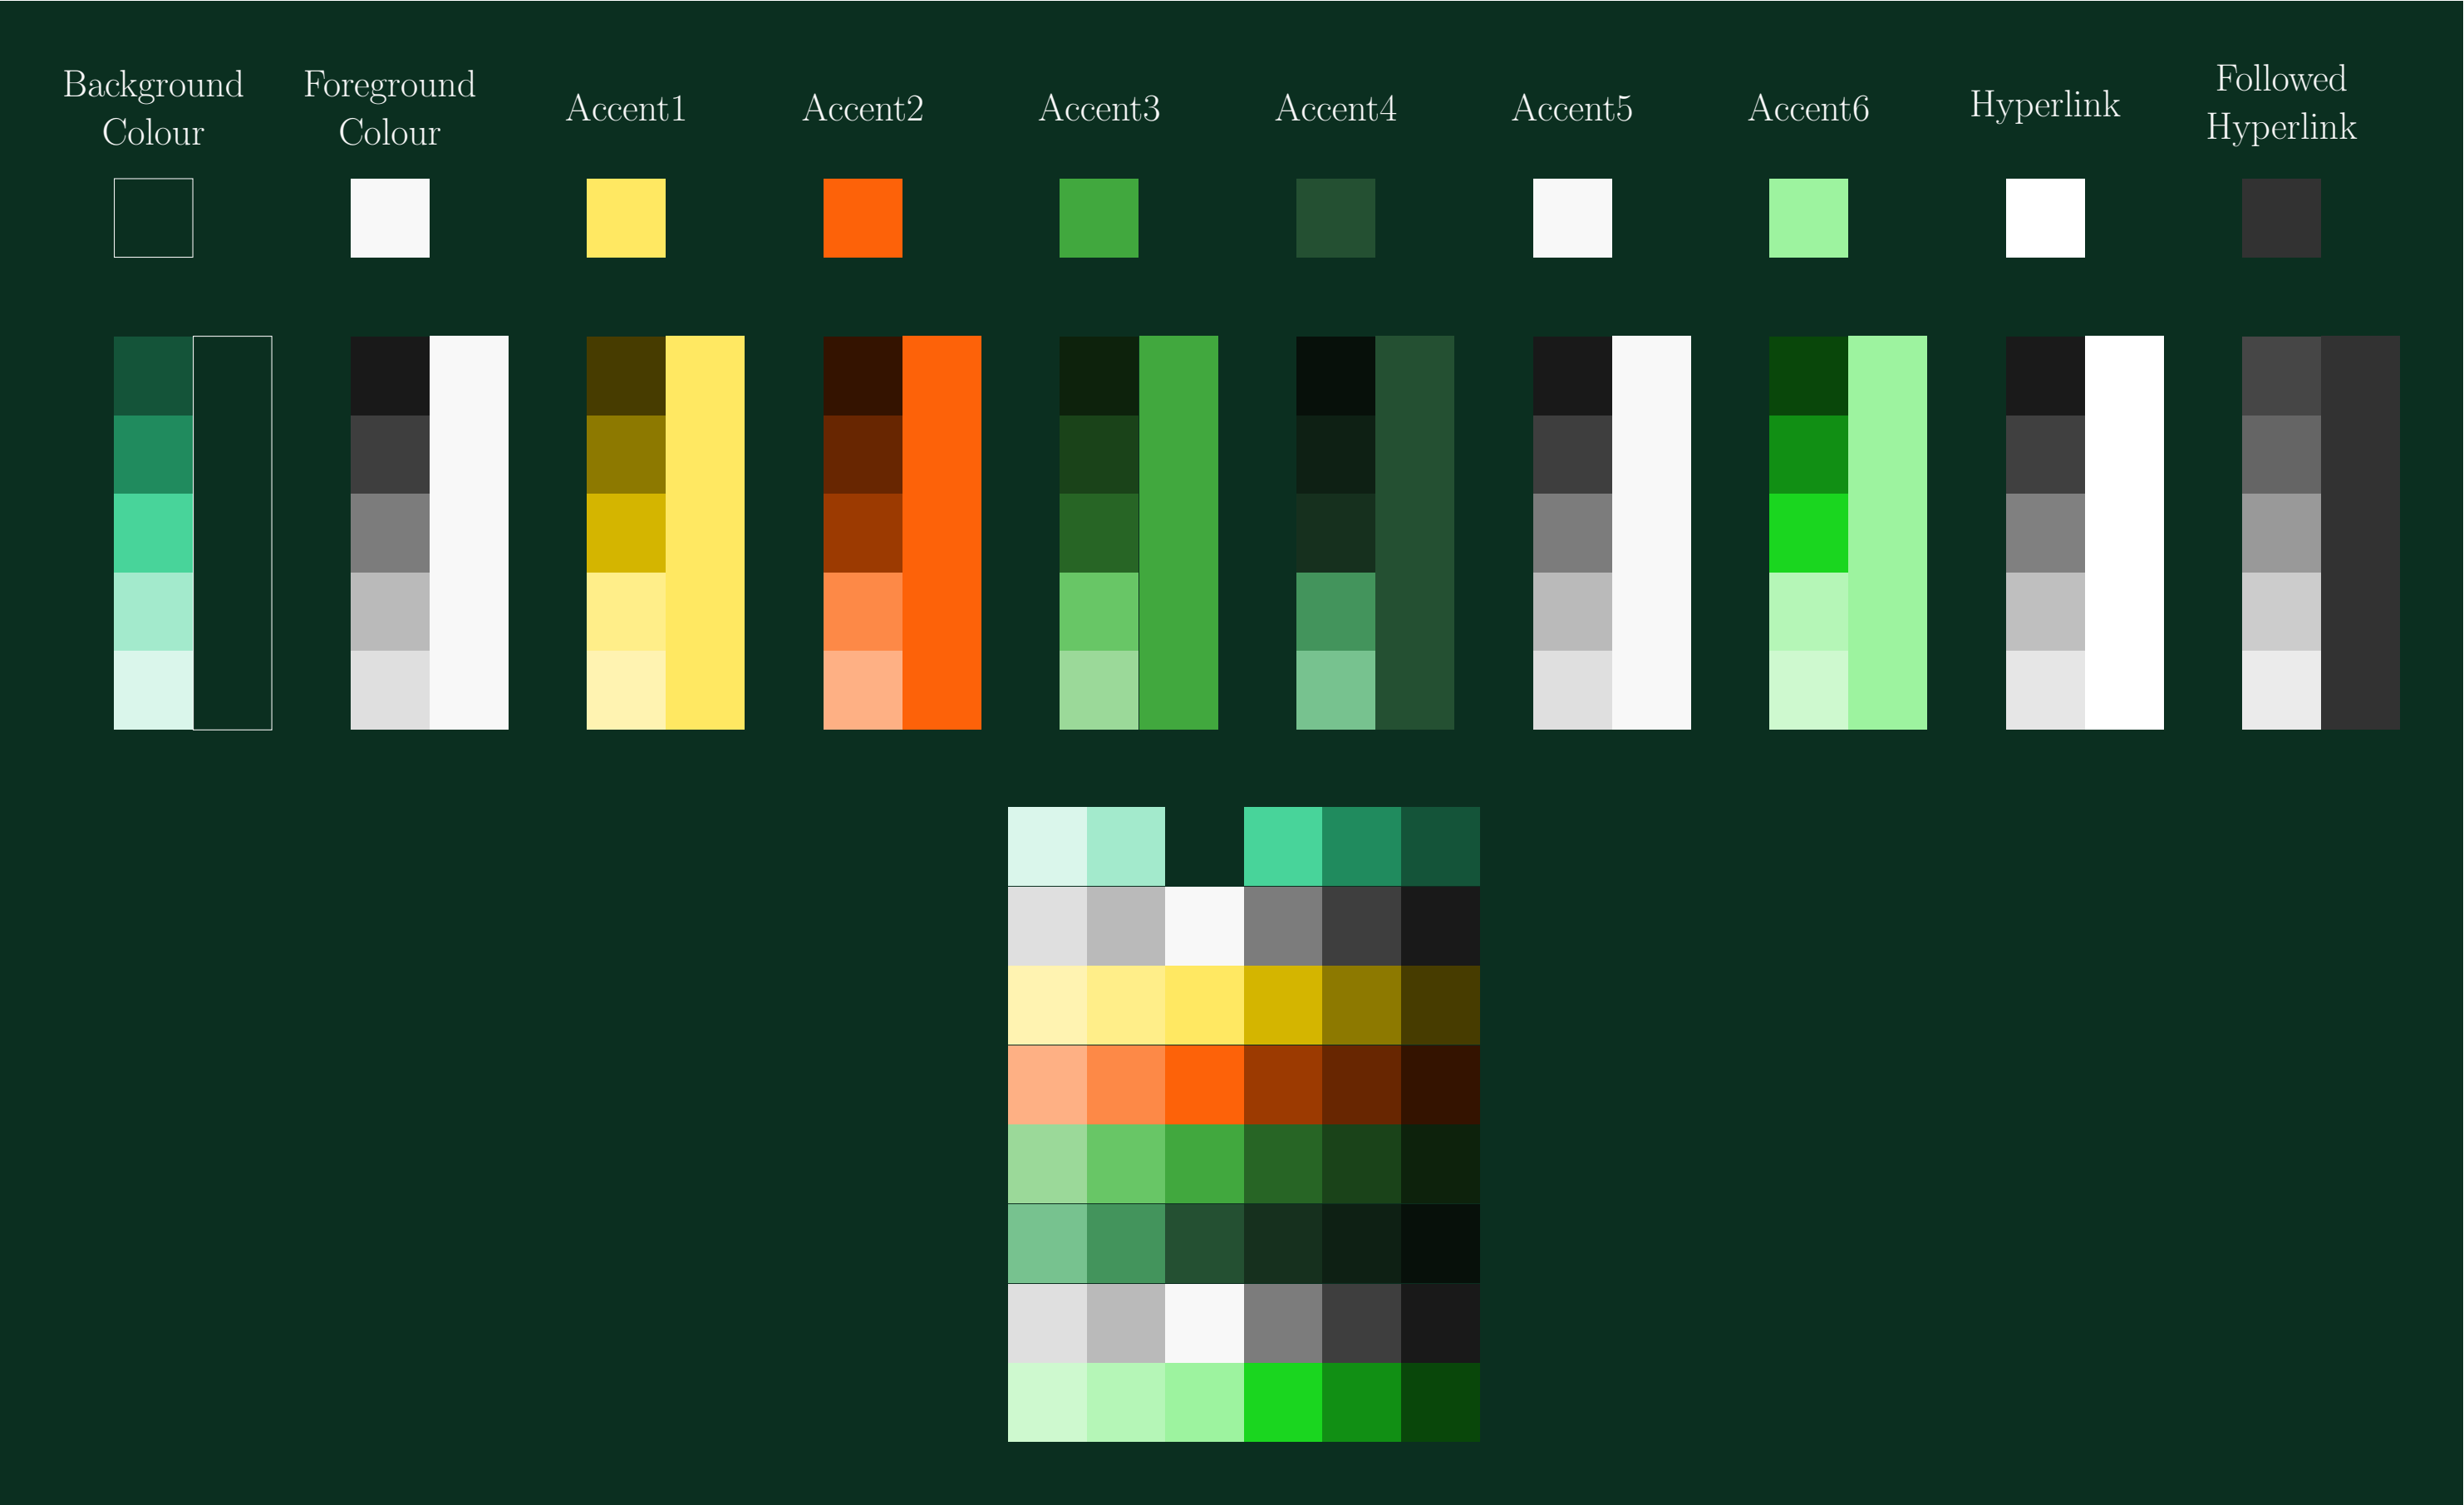 Background
Colour
Foreground
Colour
Accent1
Accent2
Accent3
Accent4
Accent5
Accent6
Hyperlink
Followed
Hyperlink